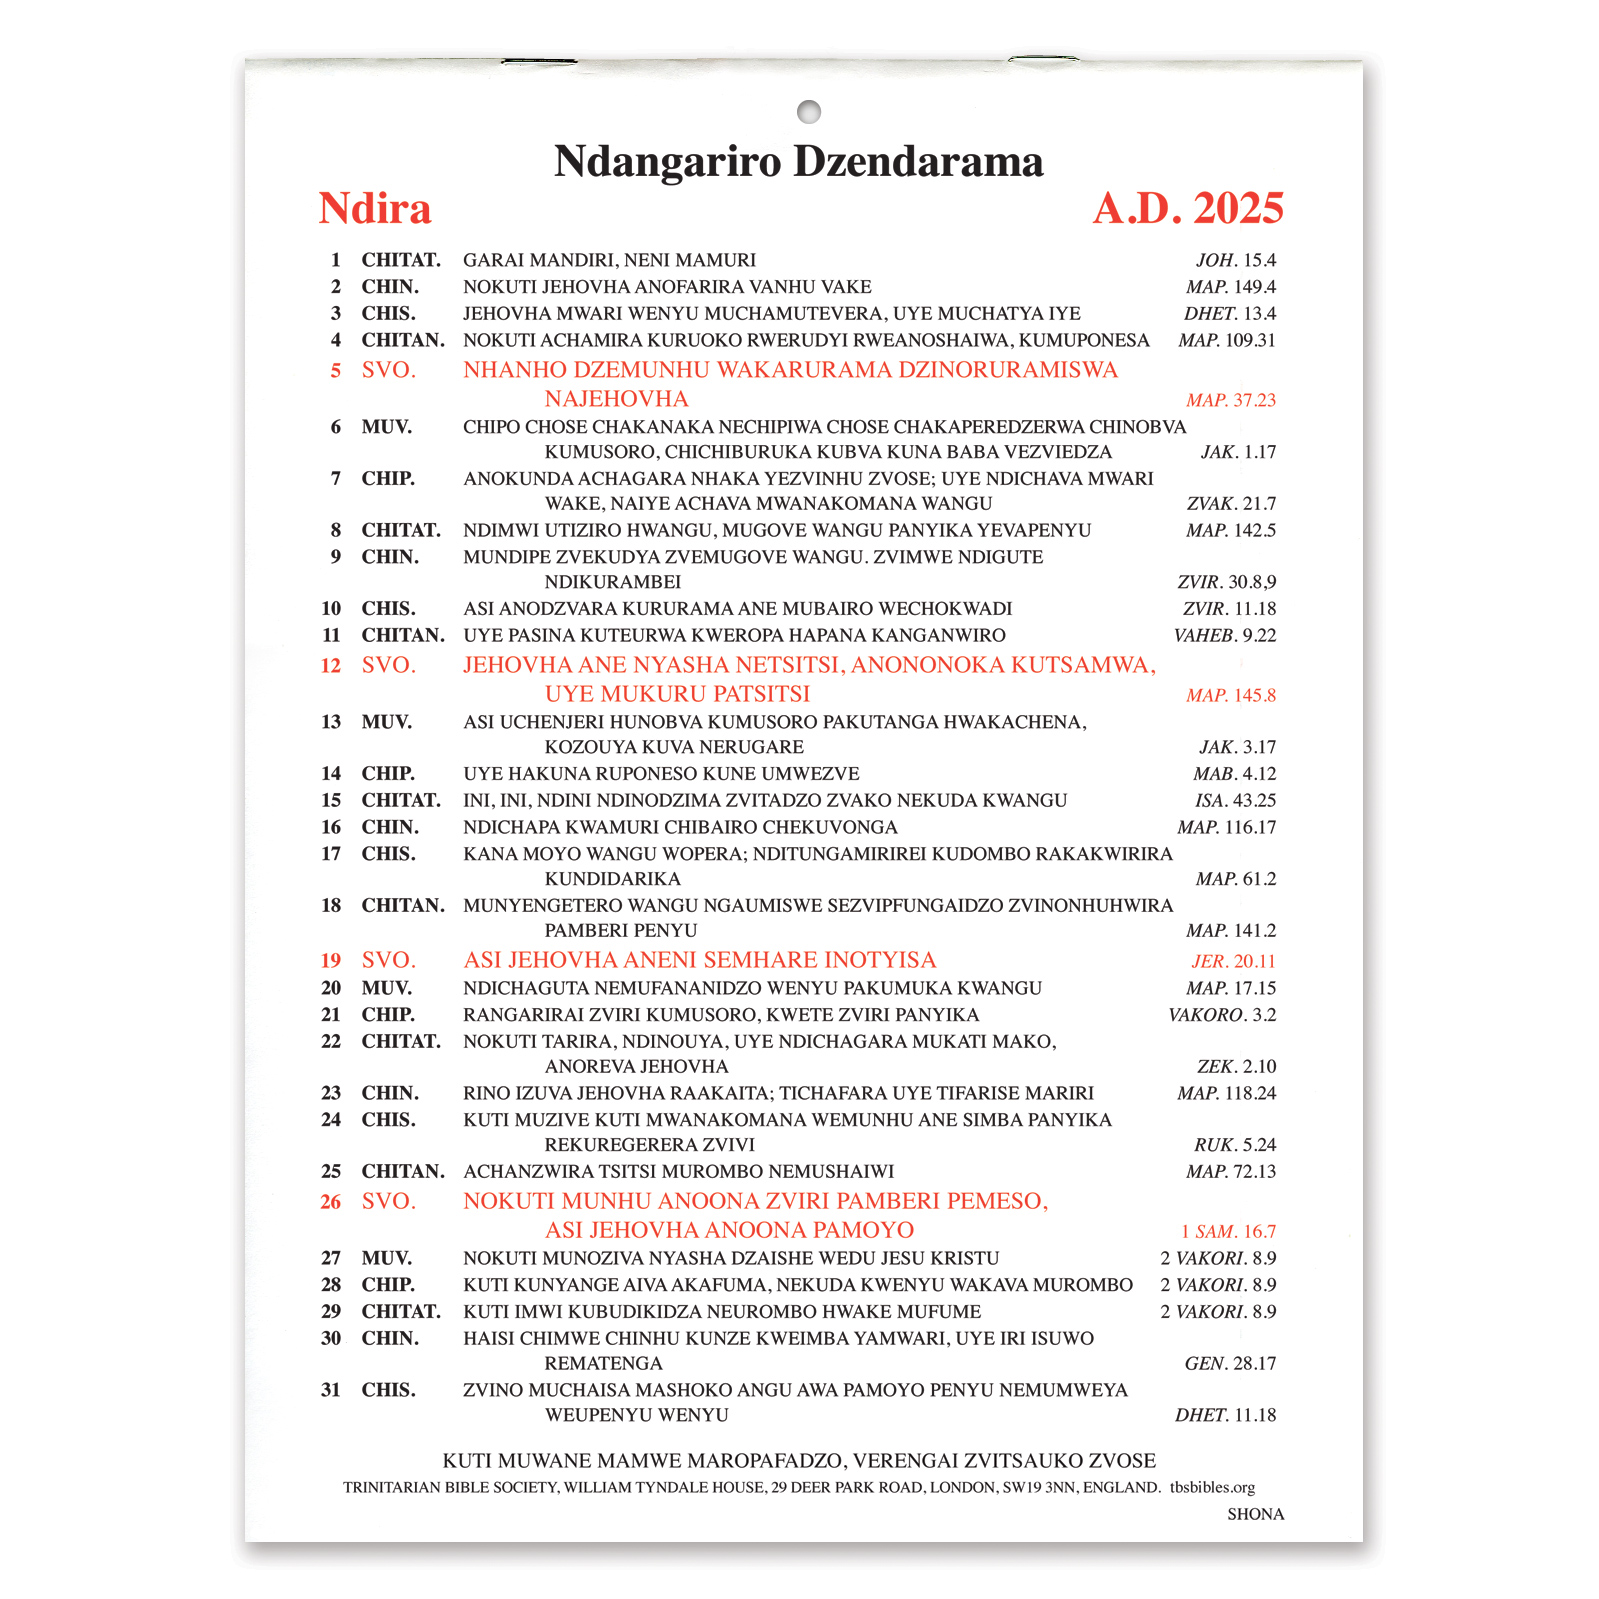 Ndangariro Dzendarama
Ndira A.D. 2025
1 CHITAT. GARAI MANDIRI, NENI MAMURI JOH. 15.4
2 CHIN. NOKUTI JEHOVHA ANOFARIRA VANHU VAKE MAP. 149.4
3 CHIS. JEHOVHA MWARI WENYU MUCHAMUTEVERA, UYE MUCHATYA IYE DHET. 13.4
4 CHITAN. NOKUTI ACHAMIRA KURUOKO RWERUDYI RWEANOSHAIWA, KUMUPONESA MAP. 109.31
5 SVO. NHANHO DZEMUNHU WAKARURAMA DZINORURAMISWA
NAJEHOVHA MAP. 37.23
6 MUV. CHIPO CHOSE CHAKANAKA NECHIPIWA CHOSE CHAKAPEREDZERWA CHINOBVA
KUMUSORO, CHICHIBURUKA KUBVA KUNA BABA VEZVIEDZA JAK. 1.17
7 CHIP. ANOKUNDA ACHAGARA NHAKA YEZVINHU ZVOSE; UYE NDICHAVA MWARI
WAKE, NAIYE ACHAVA MWANAKOMANA WANGU ZVAK. 21.7
8 CHITAT. NDIMWI UTIZIRO HWANGU, MUGOVE WANGU PANYIKA YEVAPENYU MAP. 142.5
9 CHIN. MUNDIPE ZVEKUDYA ZVEMUGOVE WANGU. ZVIMWE NDIGUTE
NDIKURAMBEI ZVIR. 30.8,9
10 CHIS. ASI ANODZVARA KURURAMA ANE MUBAIRO WECHOKWADI ZVIR. 11.18
11 CHITAN. UYE PASINA KUTEURWA KWEROPA HAPANA KANGANWIRO VAHEB. 9.22
12 SVO. JEHOVHA ANE NYASHA NETSITSI, ANONONOKA KUTSAMWA,
UYE MUKURU PATSITSI MAP. 145.8
13 MUV. ASI UCHENJERI HUNOBVA KUMUSORO PAKUTANGA HWAKACHENA,
KOZOUYA KUVA NERUGARE JAK. 3.17
14 CHIP. UYE HAKUNA RUPONESO KUNE UMWEZVE MAB. 4.12
15 CHITAT. INI, INI, NDINI NDINODZIMA ZVITADZO ZVAKO NEKUDA KWANGU ISA. 43.25
16 CHIN. NDICHAPA KWAMURI CHIBAIRO CHEKUVONGA MAP. 116.17
17 CHIS. KANA MOYO WANGU WOPERA; NDITUNGAMIRIREI KUDOMBO RAKAKWIRIRA
KUNDIDARIKA MAP. 61.2
18 CHITAN. MUNYENGETERO WANGU NGAUMISWE SEZVIPFUNGAIDZO ZVINONHUHWIRA
PAMBERI PENYU MAP. 141.2
19 SVO. ASI JEHOVHA ANENI SEMHARE INOTYISA JER. 20.11
20 MUV. NDICHAGUTA NEMUFANANIDZO WENYU PAKUMUKA KWANGU MAP. 17.15
21 CHIP. RANGARIRAI ZVIRI KUMUSORO, KWETE ZVIRI PANYIKA VAKORO. 3.2
22 CHITAT. NOKUTI TARIRA, NDINOUYA, UYE NDICHAGARA MUKATI MAKO,
ANOREVA JEHOVHA ZEK. 2.10
23 CHIN. RINO IZUVA JEHOVHA RAAKAITA; TICHAFARA UYE TIFARISE MARIRI MAP. 118.24
24 CHIS. KUTI MUZIVE KUTI MWANAKOMANA WEMUNHU ANE SIMBA PANYIKA
REKUREGERERA ZVIVI RUK. 5.24
25 CHITAN. ACHANZWIRA TSITSI MUROMBO NEMUSHAIWI MAP. 72.13
26 SVO. NOKUTI MUNHU ANOONA ZVIRI PAMBERI PEMESO,
ASI JEHOVHA ANOONA PAMOYO 1 SAM. 16.7
27 MUV. NOKUTI MUNOZIVA NYASHA DZAISHE WEDU JESU KRISTU 2 VAKORI. 8.9
28 CHIP. KUTI KUNYANGE AIVA AKAFUMA, NEKUDA KWENYU WAKAVA MUROMBO 2 VAKORI. 8.9
29 CHITAT. KUTI IMWI KUBUDIKIDZA NEUROMBO HWAKE MUFUME 2 VAKORI. 8.9
30 CHIN. HAISI CHIMWE CHINHU KUNZE KWEIMBA YAMWARI, UYE IRI ISUWO
REMATENGA GEN. 28.17
31 CHIS. ZVINO MUCHAISA MASHOKO ANGU AWA PAMOYO PENYU NEMUMWEYA
WEUPENYU WENYU DHET. 11.18
KUTI MUWANE MAMWE MAROPAFADZO, VERENGAI ZVITSAUKO ZVOSE
TRINITARIAN BIBLE SOCIETY, WILLIAM TYNDALE HOUSE, 29 DEER PARK ROAD, LONDON, SW19 3NN, ENGLAND. tbsbibles.org
SHONA